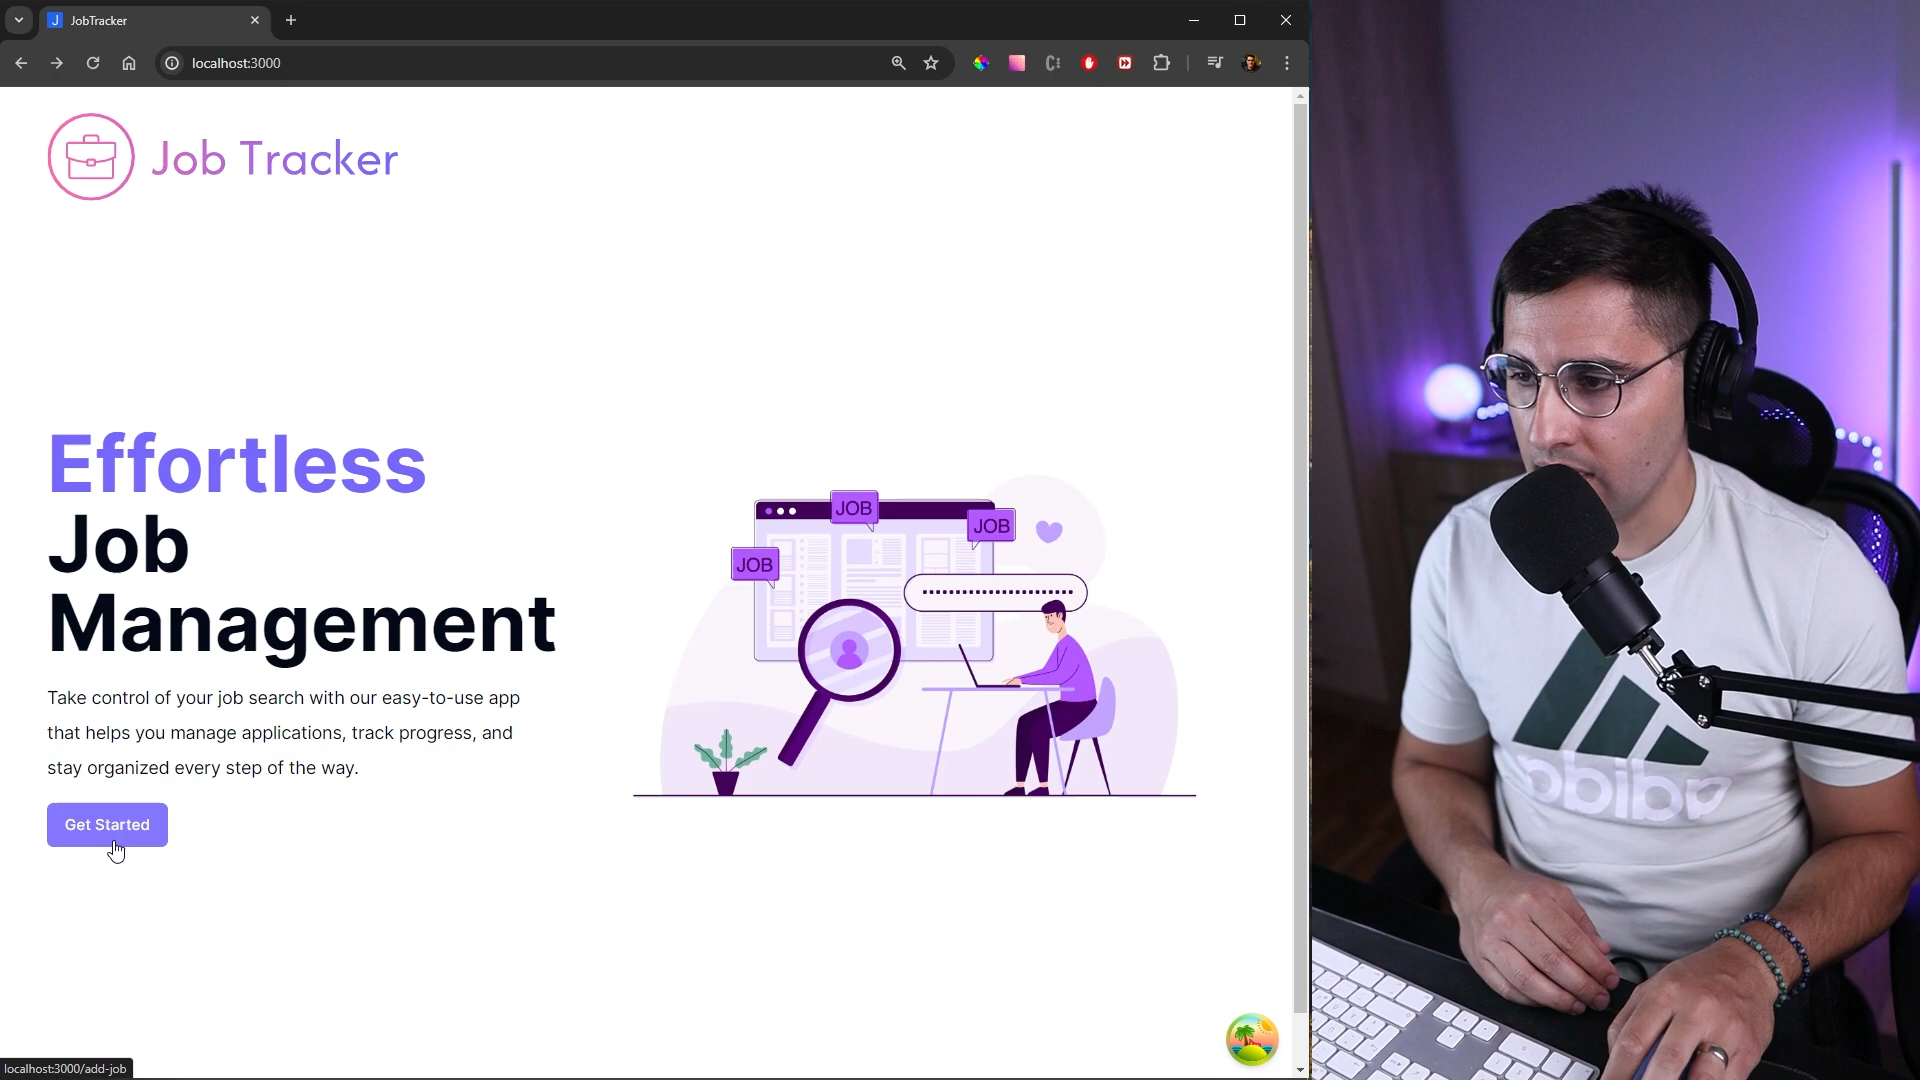 JobTracker
localhost:3000
Job Tracker
Effortless
Job
Management
Take control of your job search with our easy-to-use app
that helps you manage applications, track progress, and
stay organized every step of the way.
Get Started
JOB
JOB
JOB
localhost:3000/add-job
adidas